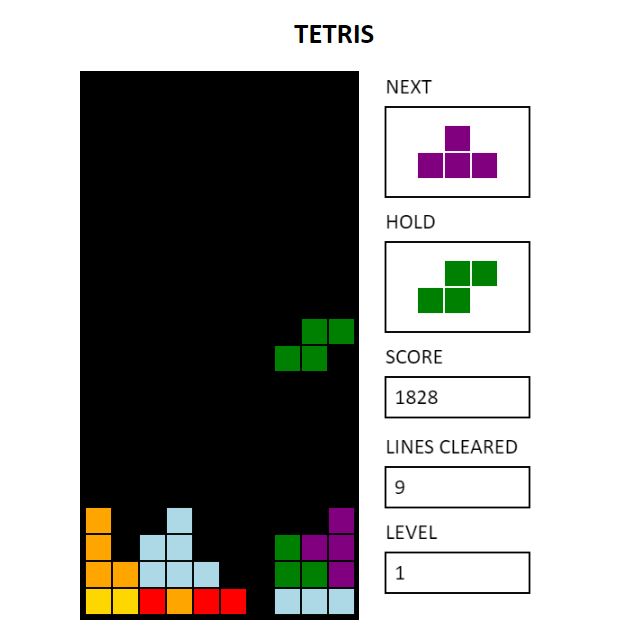 TETRIS
NEXT
HOLD
SCORE
1828
LINES CLEARED
9
LEVEL
1